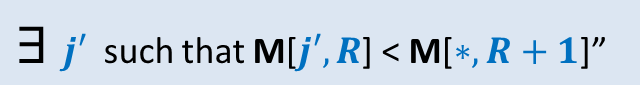 ∃ j′ such that M[j′, R] < M[∗, R + 1]”